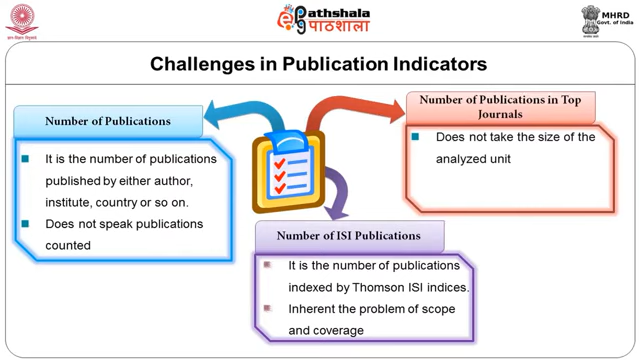 Pathshala
पाठशाला
MHRD
Govt. of India
Challenges in Publication Indicators
Number of Publications
It is the number of publications
published by either author,
institute, country or so on.
Does not speak publications
counted
Number of Publications in Top
Journals
Does not take the size of the
analyzed unit
Number of ISI Publications
It is the number of publications
indexed by Thomson ISI indices.
Inherent the problem of scope
and coverage